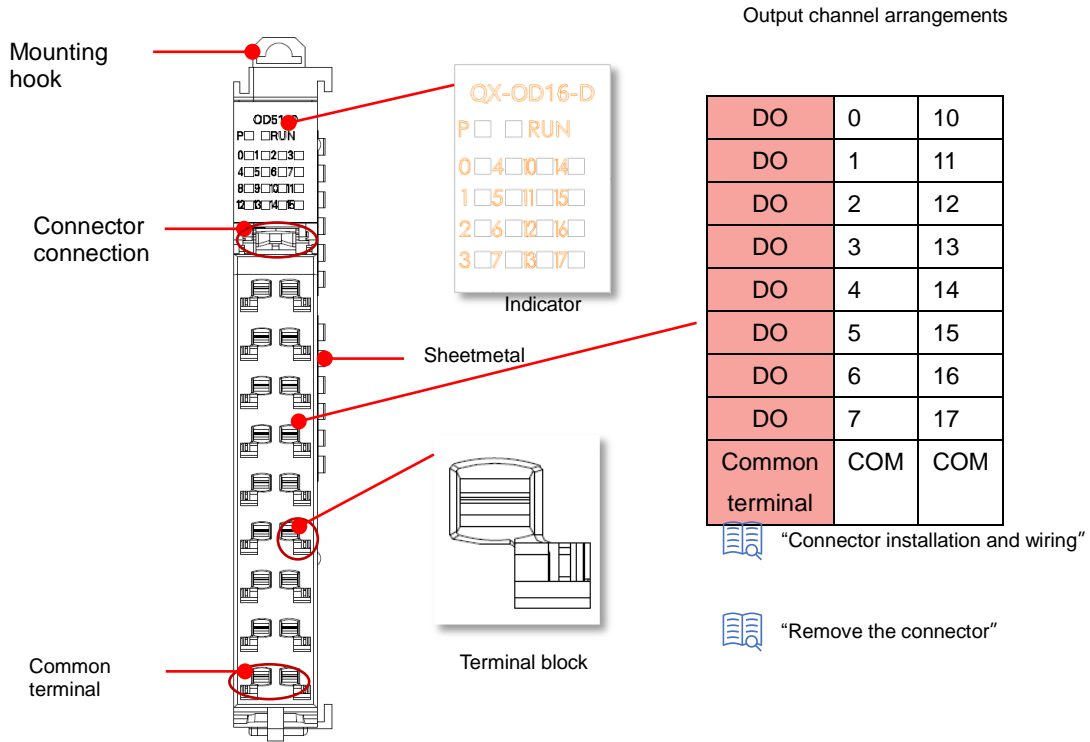 Output channel arrangements
Mounting
hook
P RUN
0 1 2 3
4 5 6 7
8 9 10 11
12 13 14 15
QX-OD16-D
P RUN
0 4 10 14
1 5 11 15
2 6 12 16
3 7 13 17
Indicator
Connector
connection
Sheetmetal
Terminal block
Common
terminal
DO 0 10
DO 1 11
DO 2 12
DO 3 13
DO 4 14
DO 5 15
DO 6 16
DO 7 17
Common COM COM
terminal
“Connector installation and wiring”
“Remove the connector”